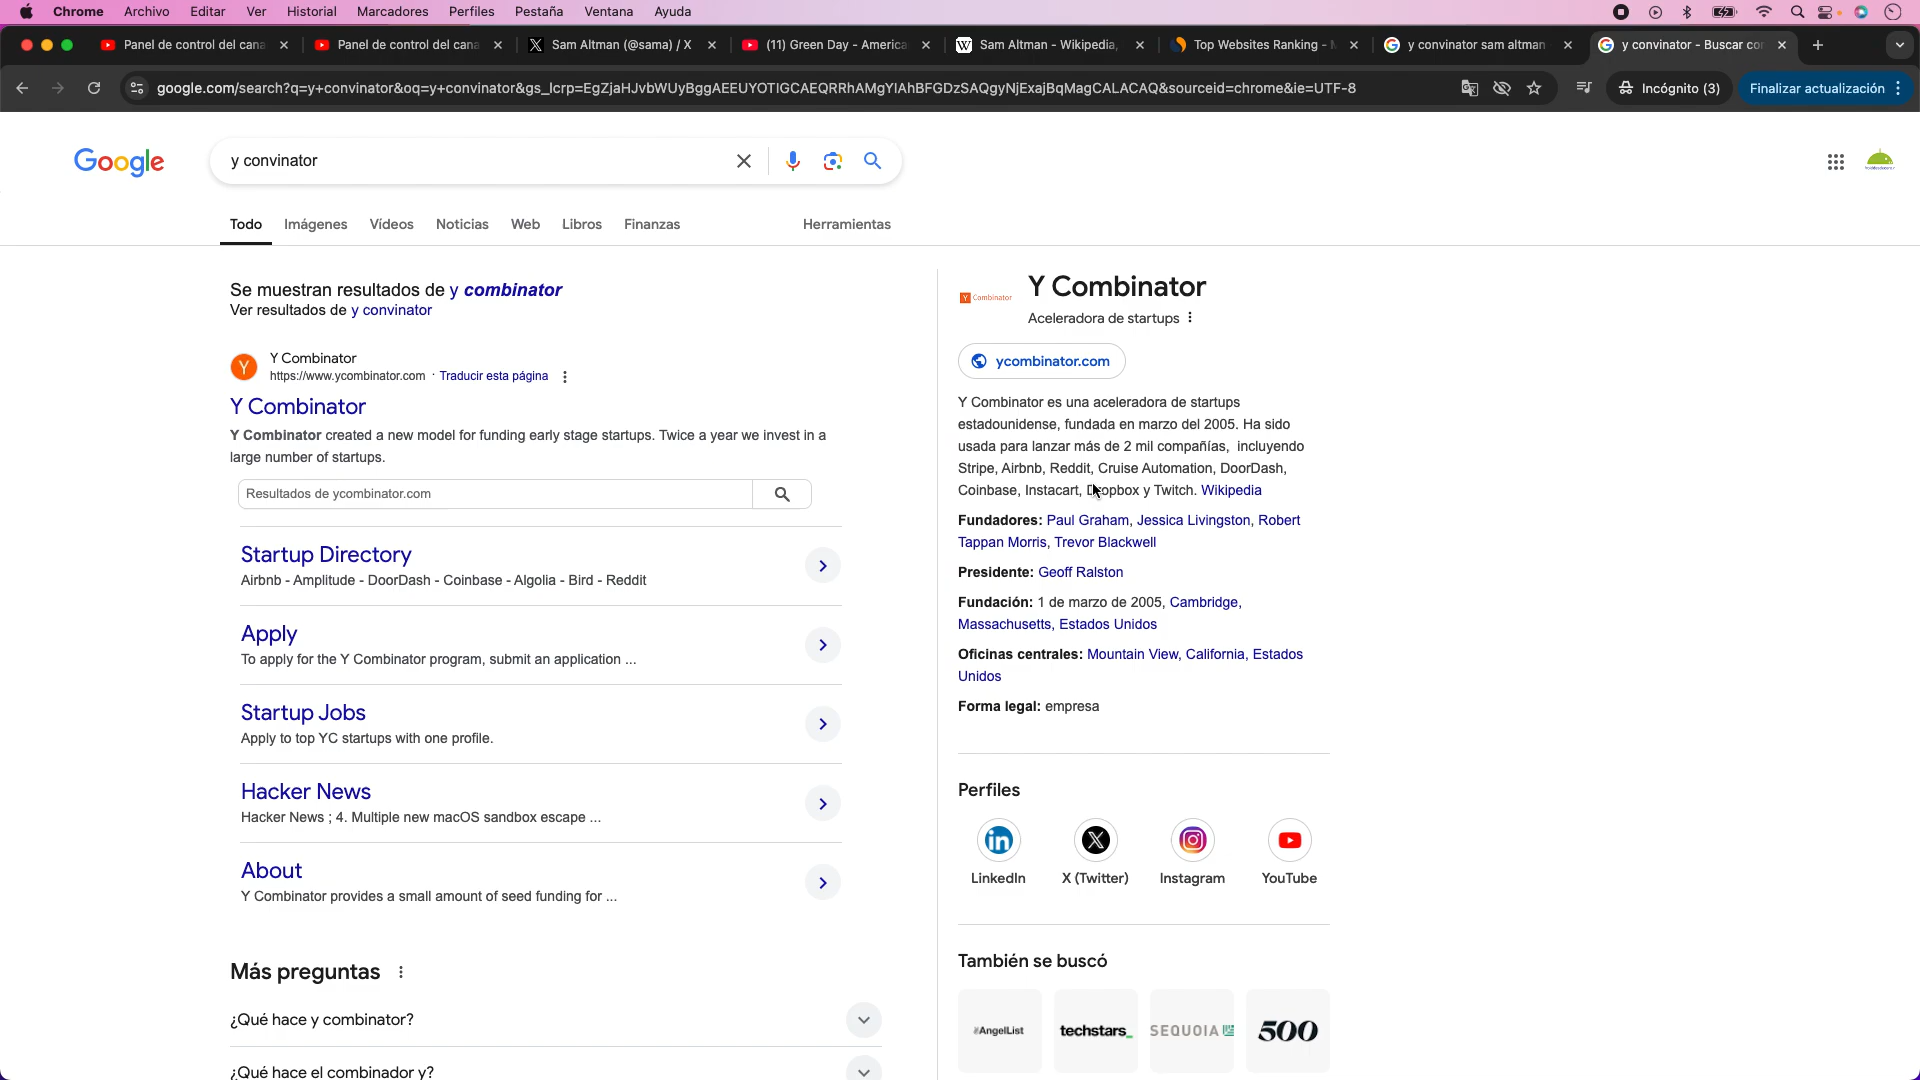 Chrome Archivo Editar Ver Historial Marcadores Perfiles Pestaña Ventana Ayuda
Panel de control del cana Panel de control del cana Sam Altman (@sama) / X (11) Green Day - America Sam Altman - Wikipedia, Top Websites Ranking - y convinator sam altman y convinator - Buscar co
google.com/search?q=y+convinator&oq=y+convinator&gs_lcrp=EgZjaHJvbWUyBggAEEUYOTIGCAEQRRhAMgYIAhBFGDzSAQgyNjExajBqMagCALACAQ&sourceid=chrome&ie=UTF-8 Incógnito (3) Finalizar actualización
Google y convinator
Todo Imágenes Vídeos Noticias Web Libros Finanzas Herramientas
Se muestran resultados de y combinator
Ver resultados de y convinator
Y
Y Combinator
https://www.ycombinator.com · Traducir esta página
Y Combinator
Y Combinator created a new model for funding early stage startups. Twice a year we invest in a
large number of startups.
Resultados de ycombinator.com
Startup Directory
Airbnb - Amplitude - DoorDash - Coinbase - Algolia - Bird - Reddit
Apply
To apply for the Y Combinator program, submit an application ...
Startup Jobs
Apply to top YC startups with one profile.
Hacker News
Hacker News ; 4. Multiple new macOS sandbox escape ...
About
Y Combinator provides a small amount of seed funding for ...
Más preguntas
¿Qué hace y combinator?
¿Qué hace el combinador y?
Y Combinator
Y Combinator
Aceleradora de startups
ycombinator.com
Y Combinator es una aceleradora de startups
estadounidense, fundada en marzo del 2005. Ha sido
usada para lanzar más de 2 mil compañías, incluyendo
Stripe, Airbnb, Reddit, Cruise Automation, DoorDash,
Coinbase, Instacart, Dropbox y Twitch. Wikipedia
Fundadores: Paul Graham, Jessica Livingston, Robert
Tappan Morris, Trevor Blackwell
Presidente: Geoff Ralston
Fundación: 1 de marzo de 2005, Cambridge,
Massachusetts, Estados Unidos
Oficinas centrales: Mountain View, California, Estados
Unidos
Forma legal: empresa
Perfiles
LinkedIn X (Twitter) Instagram YouTube
También se buscó
AngelList techstars_ SEQUOIA 500